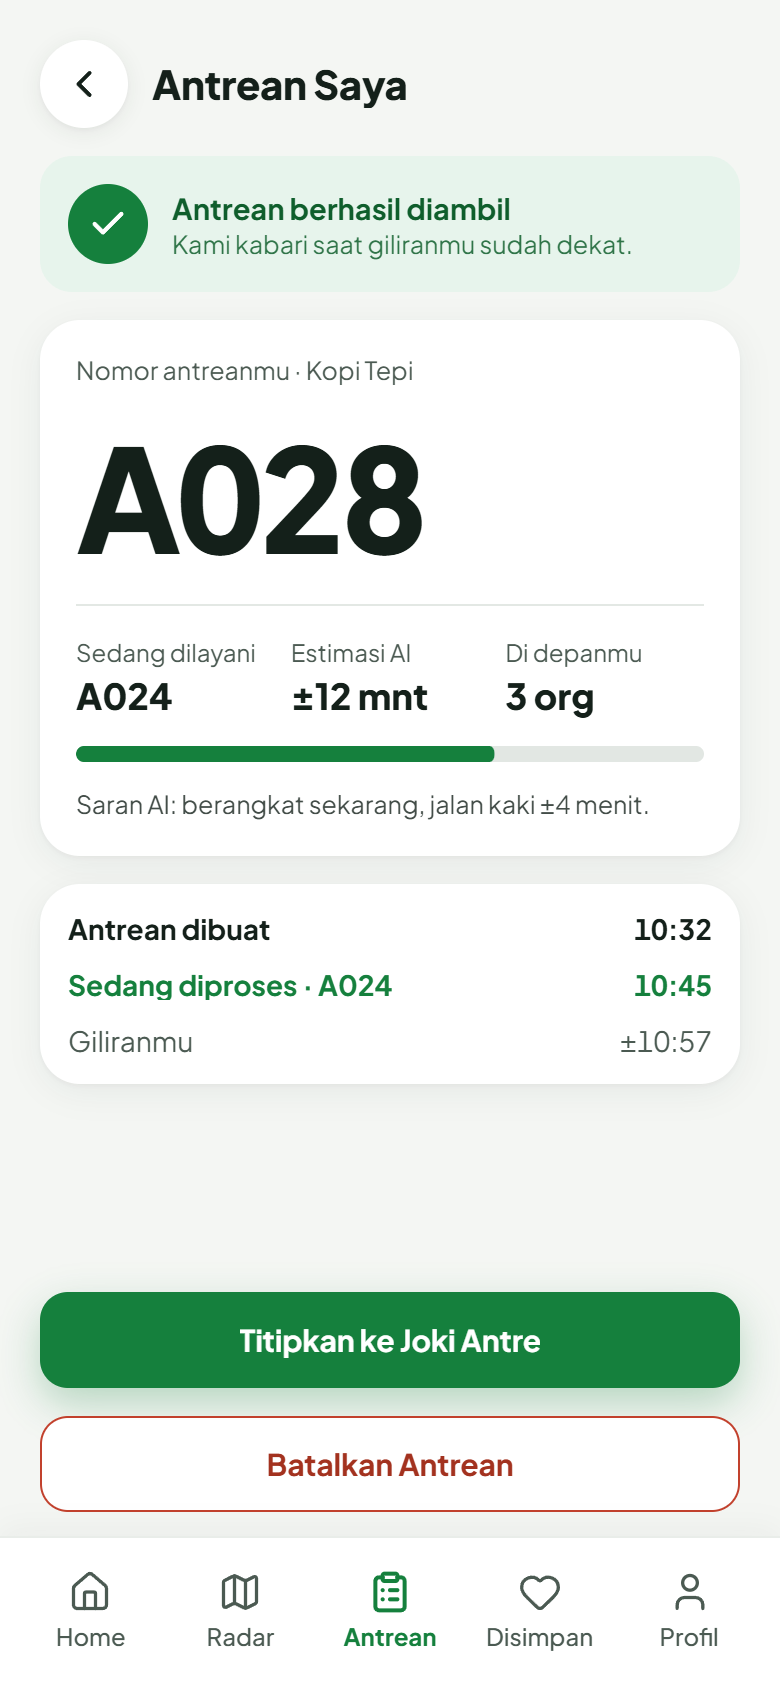 Antrean Saya
Antrean berhasil diambil
Kami kabari saat giliranmu sudah dekat.
Nomor antreanmu · Kopi Tepi
A028
Sedang dilayani
A024
Estimasi AI
±12 mnt
Di depanmu
3 org
Saran AI: berangkat sekarang, jalan kaki ±4 menit.
Antrean dibuat 10:32
Sedang diproses · A024 10:45
Giliranmu ±10:57
Titipkan ke Joki Antre
Batalkan Antrean
Home
Radar
Antrean
Disimpan
Profil